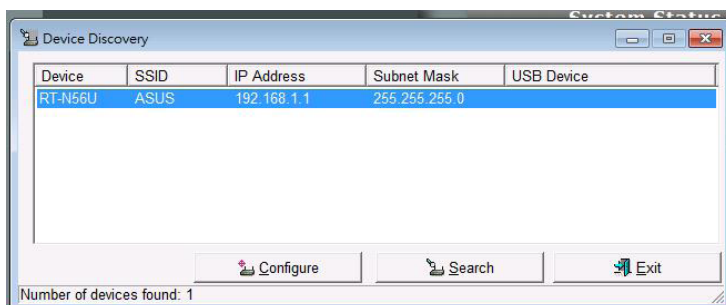 System Status
Device Discovery
Device SSID IP Address Subnet Mask USB Device
RT-N56U ASUS 192.168.1.1 255.255.255.0
Configure Search Exit
Number of devices found: 1